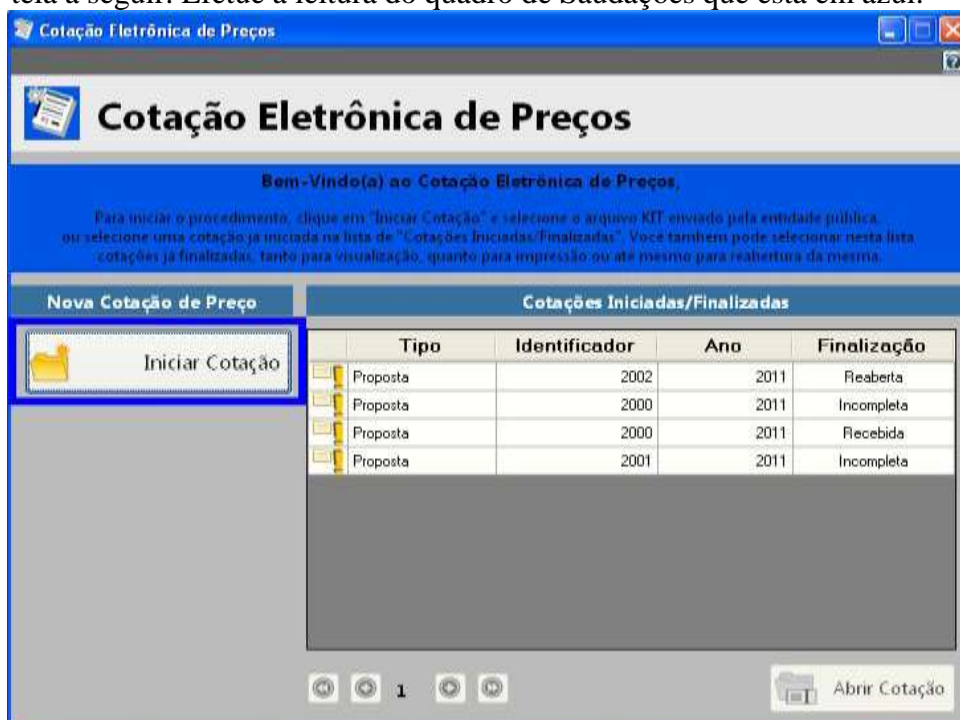 tela a seguir. Efetue a leitura do quadro de Saudações que está em azul.
Cotação Eletrônica de Preços
Cotação Eletrônica de Preços
Bem-Vindo(a) ao Cotação Eletrônica de Preços,
Para iniciar o procedimento, clique em "Iniciar Cotação" e selecione o arquivo KIT enviado pela entidade pública,
ou selecione uma cotação já iniciada na lista de "Cotações Iniciadas/Finalizadas". Voce tambem pode selecionar nesta lista
cotações já finalizadas, tanto para visualização, quanto para impressão ou até mesmo para reabertura da mesma.
Nova Cotação de Preço
Cotações Iniciadas/Finalizadas
Iniciar Cotação
Tipo Identificador Ano Finalização
Proposta 2002 2011 Reaberta
Proposta 2000 2011 Incompleta
Proposta 2000 2011 Recebida
Proposta 2001 2011 Incompleta
1
Abrir Cotação